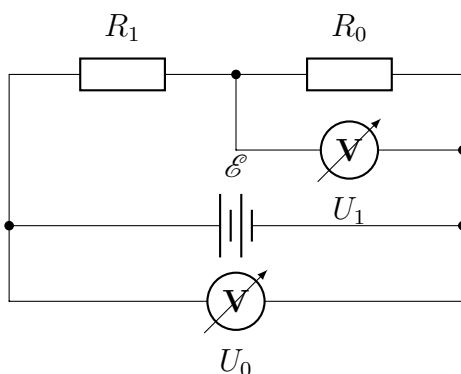 R₁ R₀
V
ℰ
U₁
V
U₀